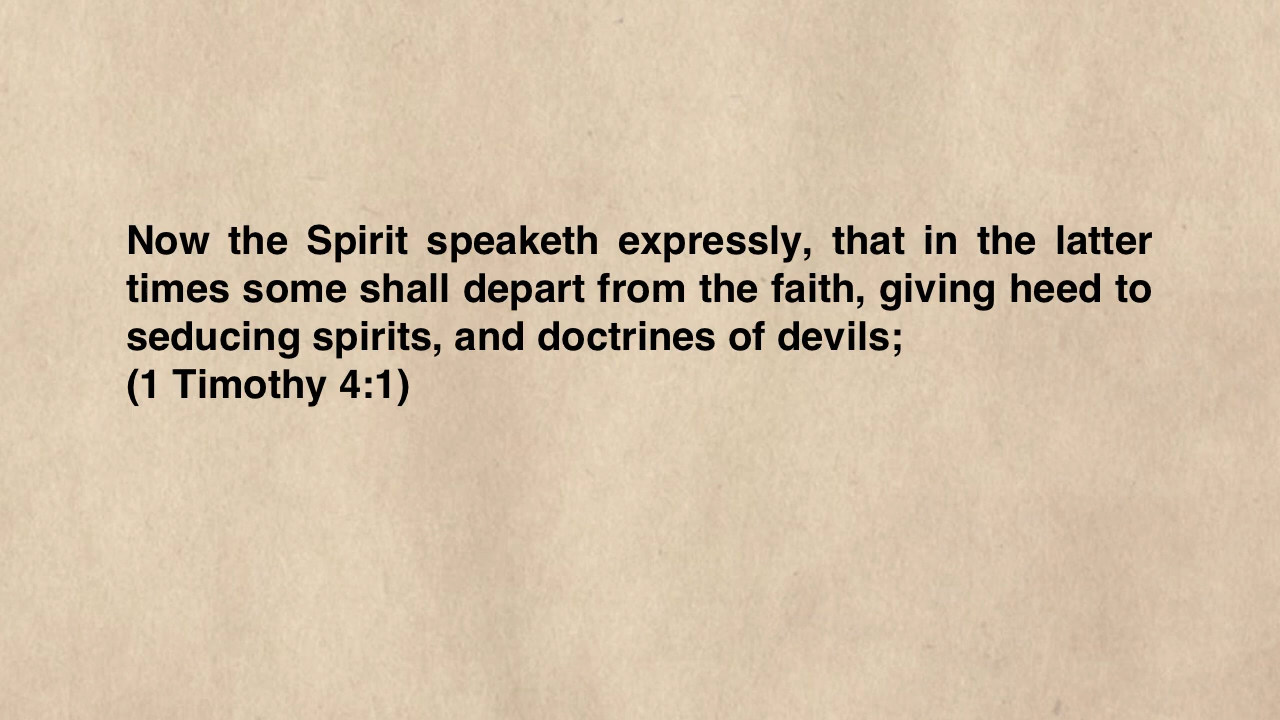 Now the Spirit speaketh expressly, that in the latter
times some shall depart from the faith, giving heed to
seducing spirits, and doctrines of devils;
(1 Timothy 4:1)